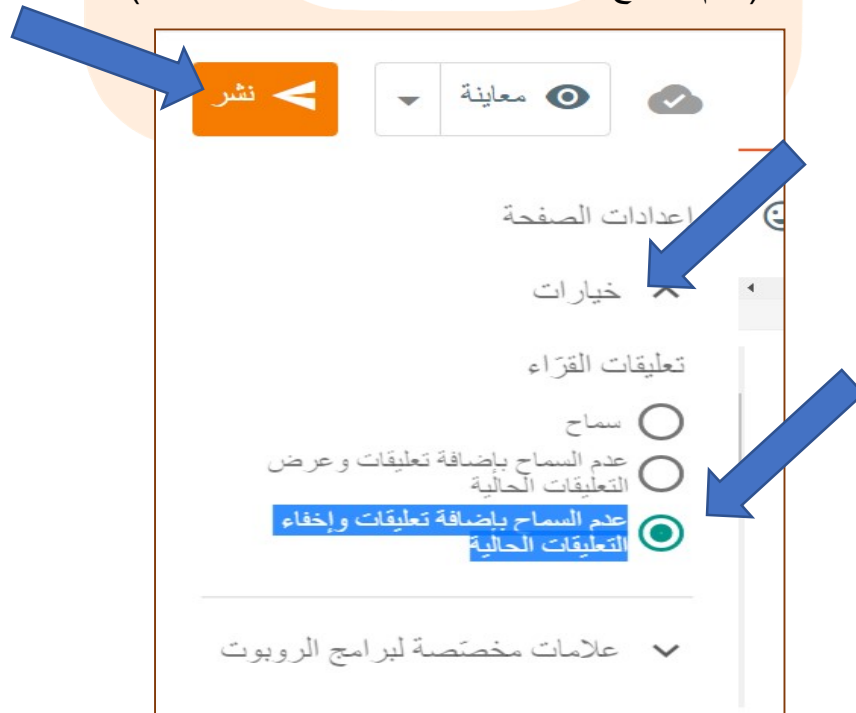 معاينة
نشر
اعدادات الصفحة
خيارات
تعليقات القرّاء
سماح
عدم السماح بإضافة تعليقات وعرض
التعليقات الحالية
عدم السماح بإضافة تعليقات وإخفاء
التعليقات الحالية
علامات مخصّصة لبرامج الروبوت